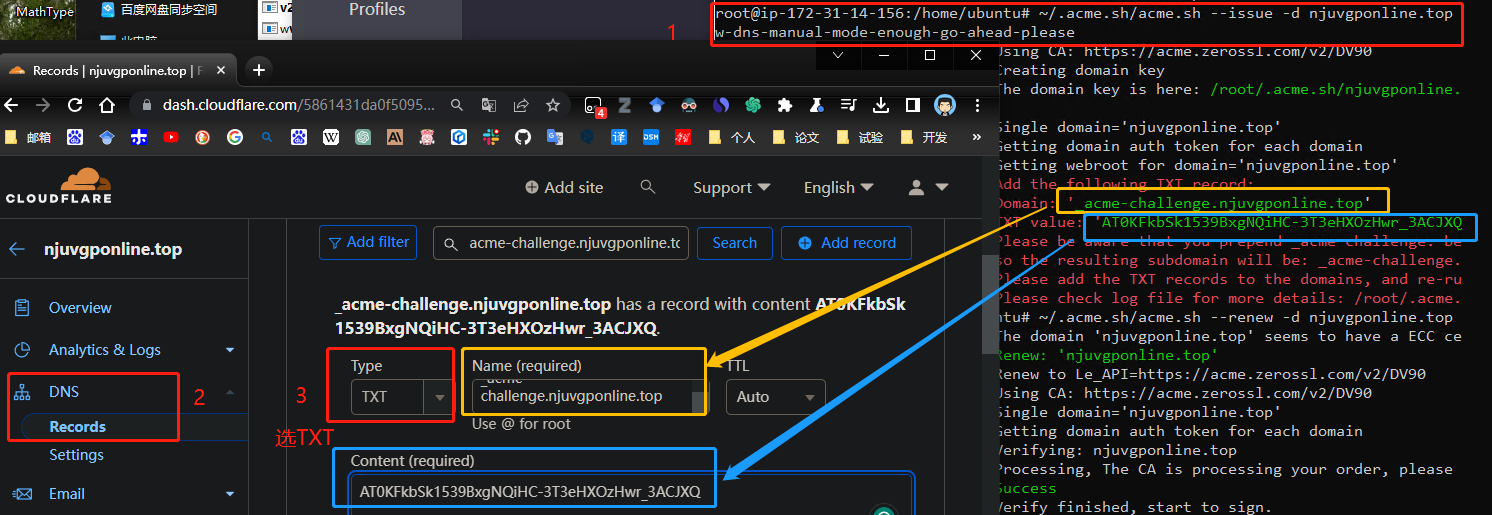 MathType
百度网盘同步空间
Profiles
1
root@ip-172-31-14-156:/home/ubuntu# ~/.acme.sh/acme.sh --issue -d njuvgponline.top
w-dns-manual-mode-enough-go-ahead-please
Using CA: https://acme.zerossl.com/v2/DV90
Creating domain key
The domain key is here: /root/.acme.sh/njuvgponline.
Single domain='njuvgponline.top'
Getting domain auth token for each domain
Getting webroot for domain='njuvgponline.top'
Add the following TXT record:
Domain: '_acme-challenge.njuvgponline.top'
TXT value: 'AT0KFkbSk1539BxgNQiHC-3T3eHXOzHwr_3ACJXQ
Please be aware that you prepend _acme-challenge. be
so the resulting subdomain will be: _acme-challenge.
Please add the TXT records to the domains, and re-ru
Please check log file for more details: /root/.acme.
ntu# ~/.acme.sh/acme.sh --renew -d njuvgponline.top
The domain 'njuvgponline.top' seems to have a ECC ce
Renew: 'njuvgponline.top'
Renew to Le_API=https://acme.zerossl.com/v2/DV90
Using CA: https://acme.zerossl.com/v2/DV90
Single domain='njuvgponline.top'
Getting domain auth token for each domain
Verifying: njuvgponline.top
Processing, The CA is processing your order, please
Success
Verify finished, start to sign.
Records | njuvgponline.top | F
dash.cloudflare.com/5861431da0f5095...
4
邮箱
个人
论文
试验
开发
CLOUDFLARE
Add site
Support
English
njuvgponline.top
Overview
Analytics & Logs
DNS
2
Records
Settings
Email
Add filter
acme-challenge.njuvgponline.tc
Search
Add record
_acme-challenge.njuvgponline.top has a record with content AT0KFkbSk
1539BxgNQiHC-3T3eHXOzHwr_3ACJXQ.
3
选TXT
Type
TXT
Name (required)
_acme-
challenge.njuvgponline.top
Use @ for root
TTL
Auto
Content (required)
AT0KFkbSk1539BxgNQiHC-3T3eHXOzHwr_3ACJXQ